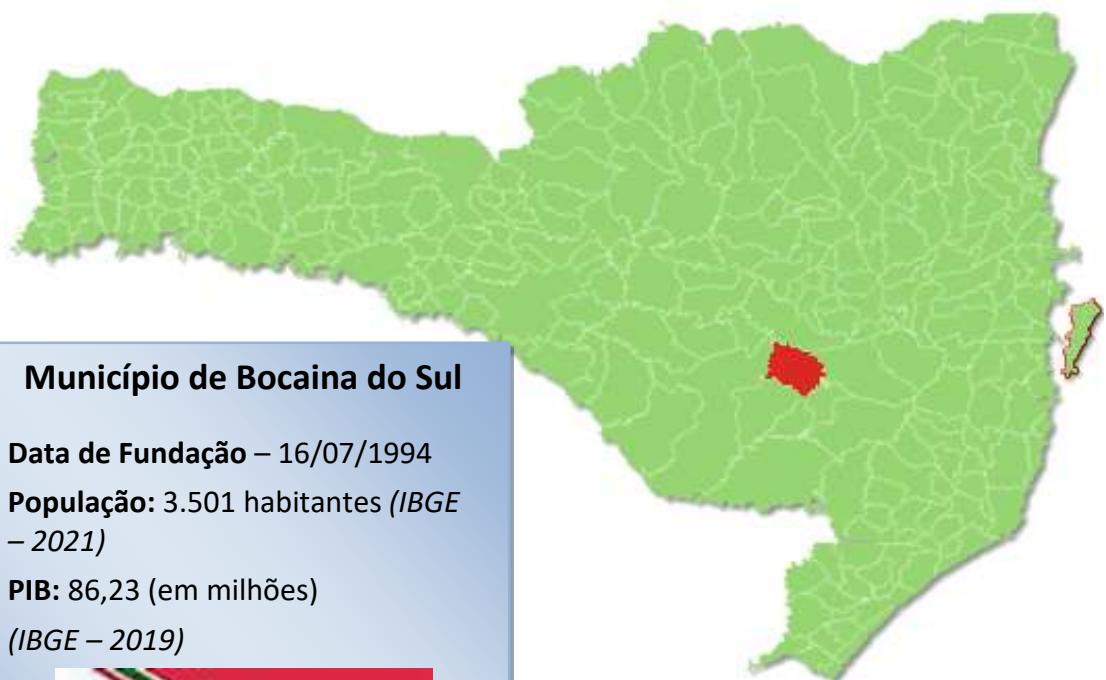 Município de Bocaina do Sul
Data de Fundação – 16/07/1994
População: 3.501 habitantes (IBGE
– 2021)
PIB: 86,23 (em milhões)
(IBGE – 2019)